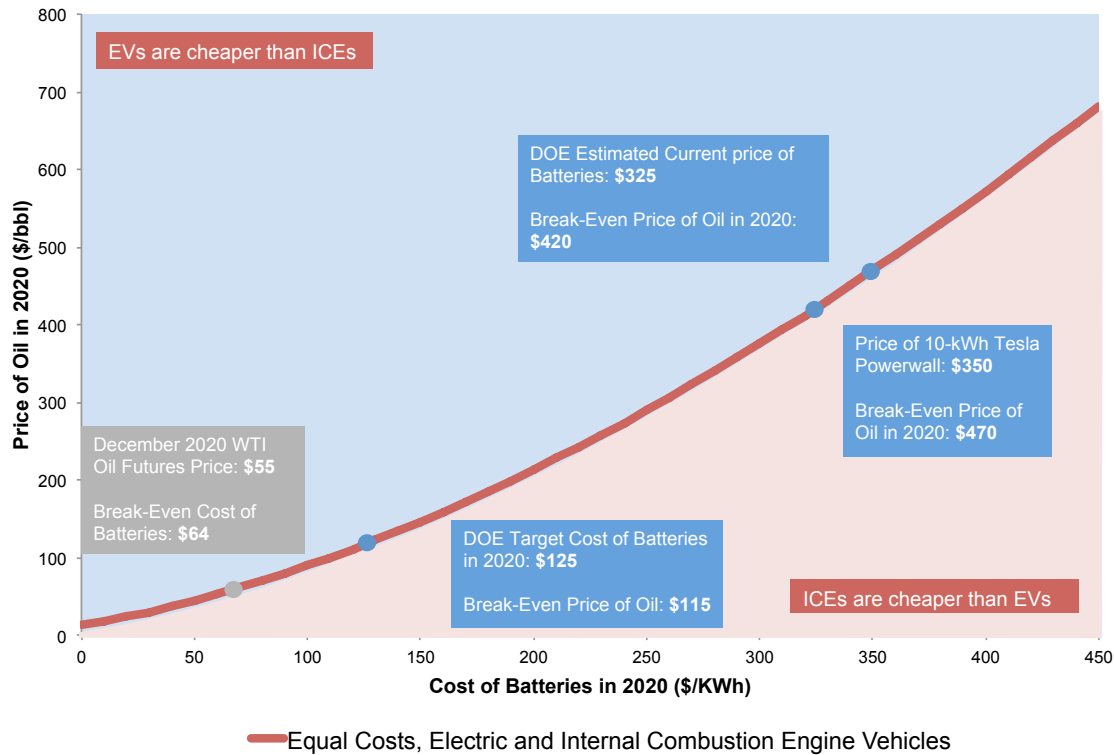 800
700
600
500
400
300
200
100
0
Price of Oil in 2020 ($/bbl)
EVs are cheaper than ICEs
DOE Estimated Current price of
Batteries: $325
Break-Even Price of Oil in 2020:
$420
Price of 10-kWh Tesla
Powerwall: $350
Break-Even Price of
Oil in 2020: $470
December 2020 WTI
Oil Futures Price: $55
Break-Even Cost of
Batteries: $64
DOE Target Cost of Batteries
in 2020: $125
Break-Even Price of Oil: $115
ICEs are cheaper than EVs
0 50 100 150 200 250 300 350 400 450
Cost of Batteries in 2020 ($/KWh)
Equal Costs, Electric and Internal Combustion Engine Vehicles